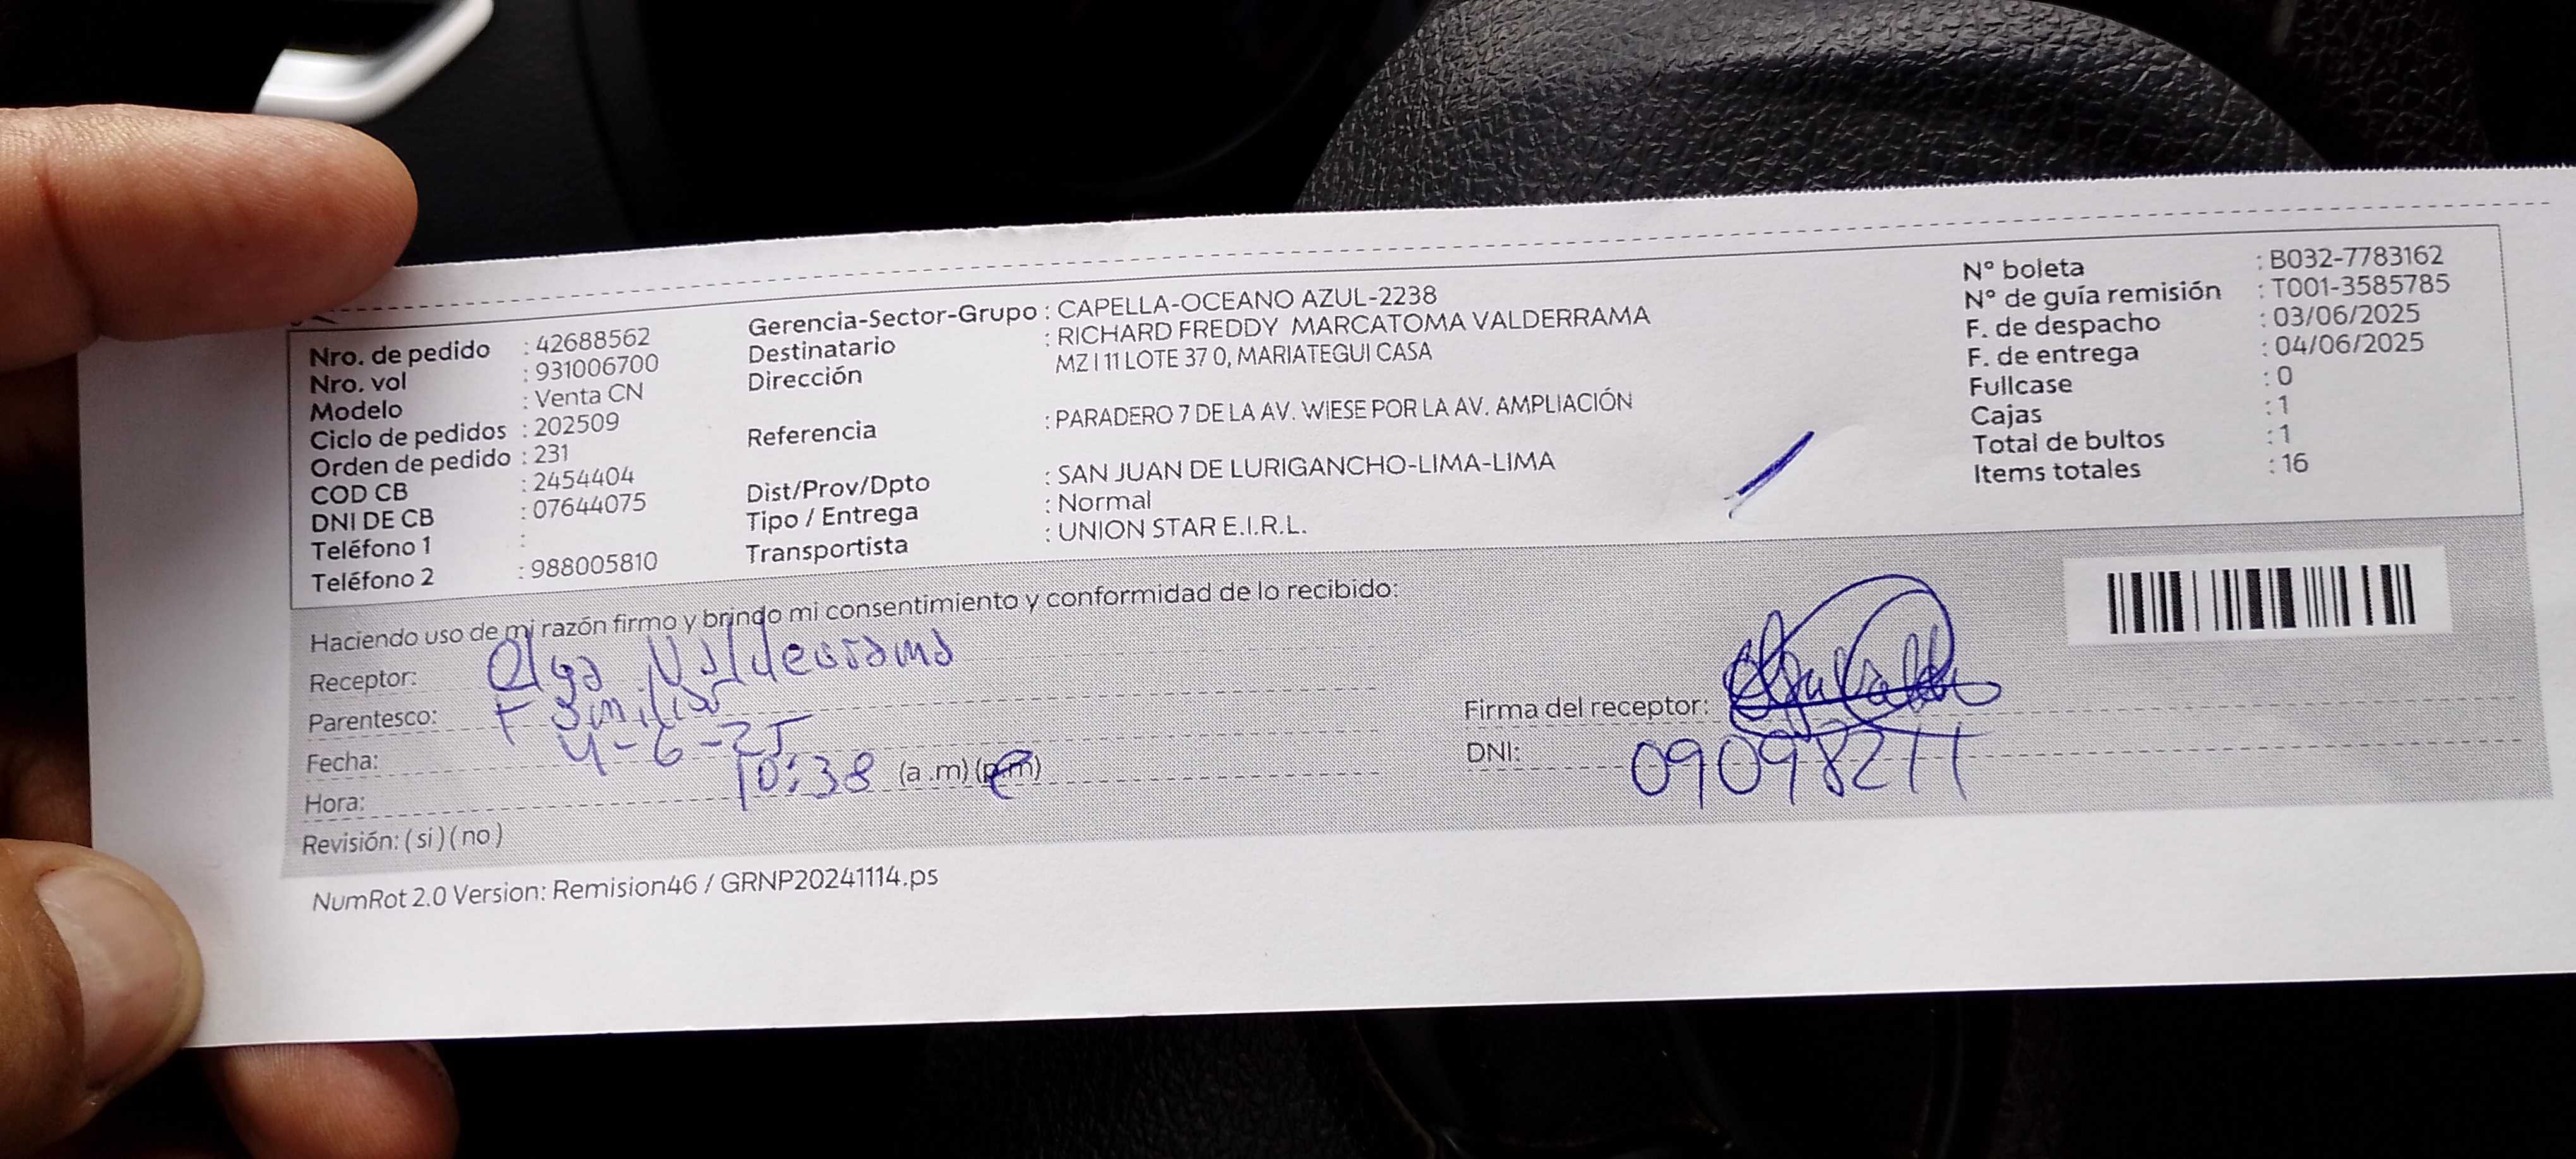 Nro. de pedido : 42688562
Nro. vol : 931006700
Modelo : Venta CN
Ciclo de pedidos : 202509
Orden de pedido : 231
COD CB : 2454404
DNI DE CB : 07644075
Teléfono 1 :
Teléfono 2 : 988005810
Gerencia-Sector-Grupo : CAPELLA-OCEANO AZUL-2238
Destinatario : RICHARD FREDDY MARCATOMA VALDERRAMA
Dirección MZ I 11 LOTE 37 0, MARIATEGUI CASA
Referencia : PARADERO 7 DE LA AV. WIESE POR LA AV. AMPLIACIÓN
Dist/Prov/Dpto : SAN JUAN DE LURIGANCHO-LIMA-LIMA
Tipo / Entrega : Normal
Transportista : UNION STAR E.I.R.L.
N° boleta : B032-7783162
N° de guía remisión : T001-3585785
F. de despacho : 03/06/2025
F. de entrega : 04/06/2025
Fullcase : 0
Cajas : 1
Total de bultos : 1
Items totales : 16
Haciendo uso de mi razón firmo y brindo mi consentimiento y conformidad de lo recibido:
Receptor: Olga Valderrama
Parentesco: Familiar
Fecha: 4-6-25
Hora: 10:38 (a .m) (p.m)
Revisión: ( si ) ( no )
Firma del receptor:
DNI: 09098211
NumRot 2.0 Version: Remision46 / GRNP20241114.ps